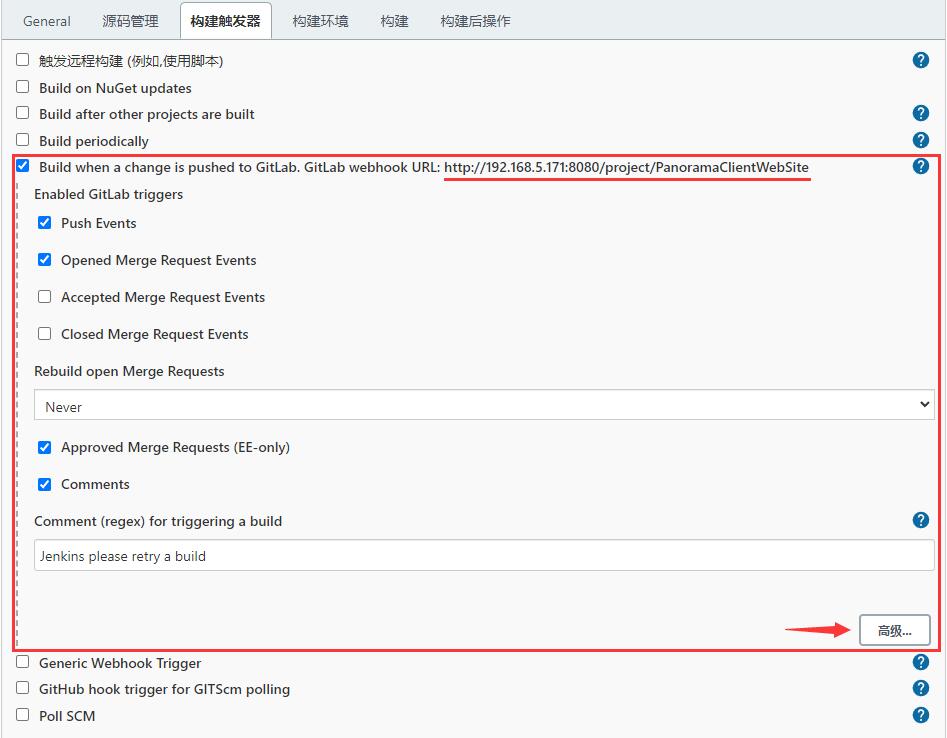 General 源码管理 构建触发器 构建环境 构建 构建后操作
触发远程构建 (例如,使用脚本)
Build on NuGet updates
Build after other projects are built
Build periodically
Build when a change is pushed to GitLab. GitLab webhook URL: http://192.168.5.171:8080/project/PanoramaClientWebSite
Enabled GitLab triggers
Push Events
Opened Merge Request Events
Accepted Merge Request Events
Closed Merge Request Events
Rebuild open Merge Requests
Never
Approved Merge Requests (EE-only)
Comments
Comment (regex) for triggering a build
Jenkins please retry a build
高级...
Generic Webhook Trigger
GitHub hook trigger for GITScm polling
Poll SCM